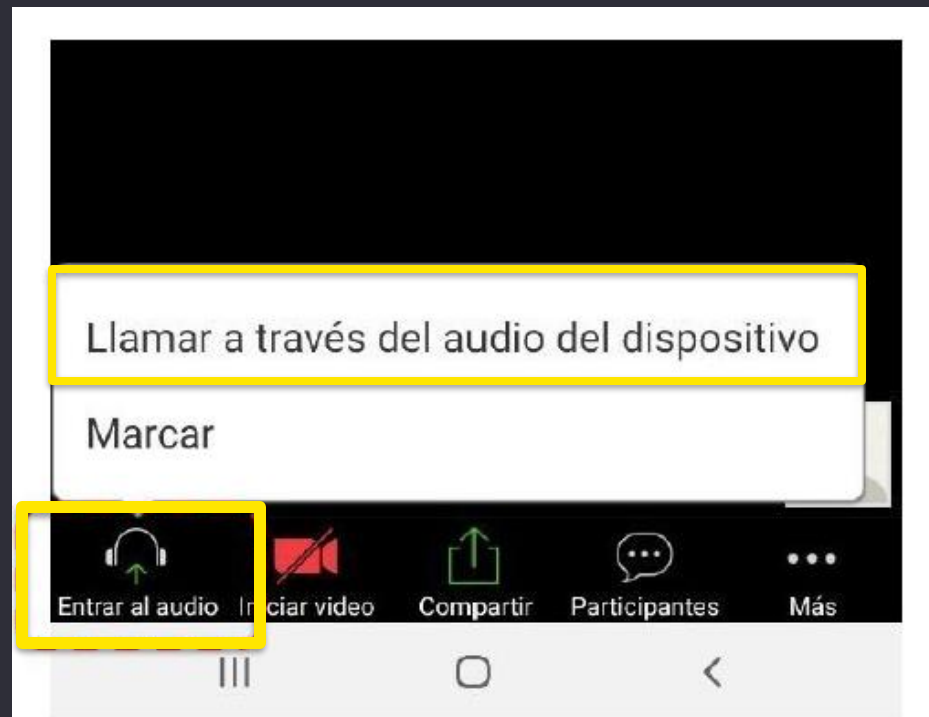 Llamar a través del audio del dispositivo
Marcar
Entrar al audio
Iniciar video
Compartir
Participantes
Más